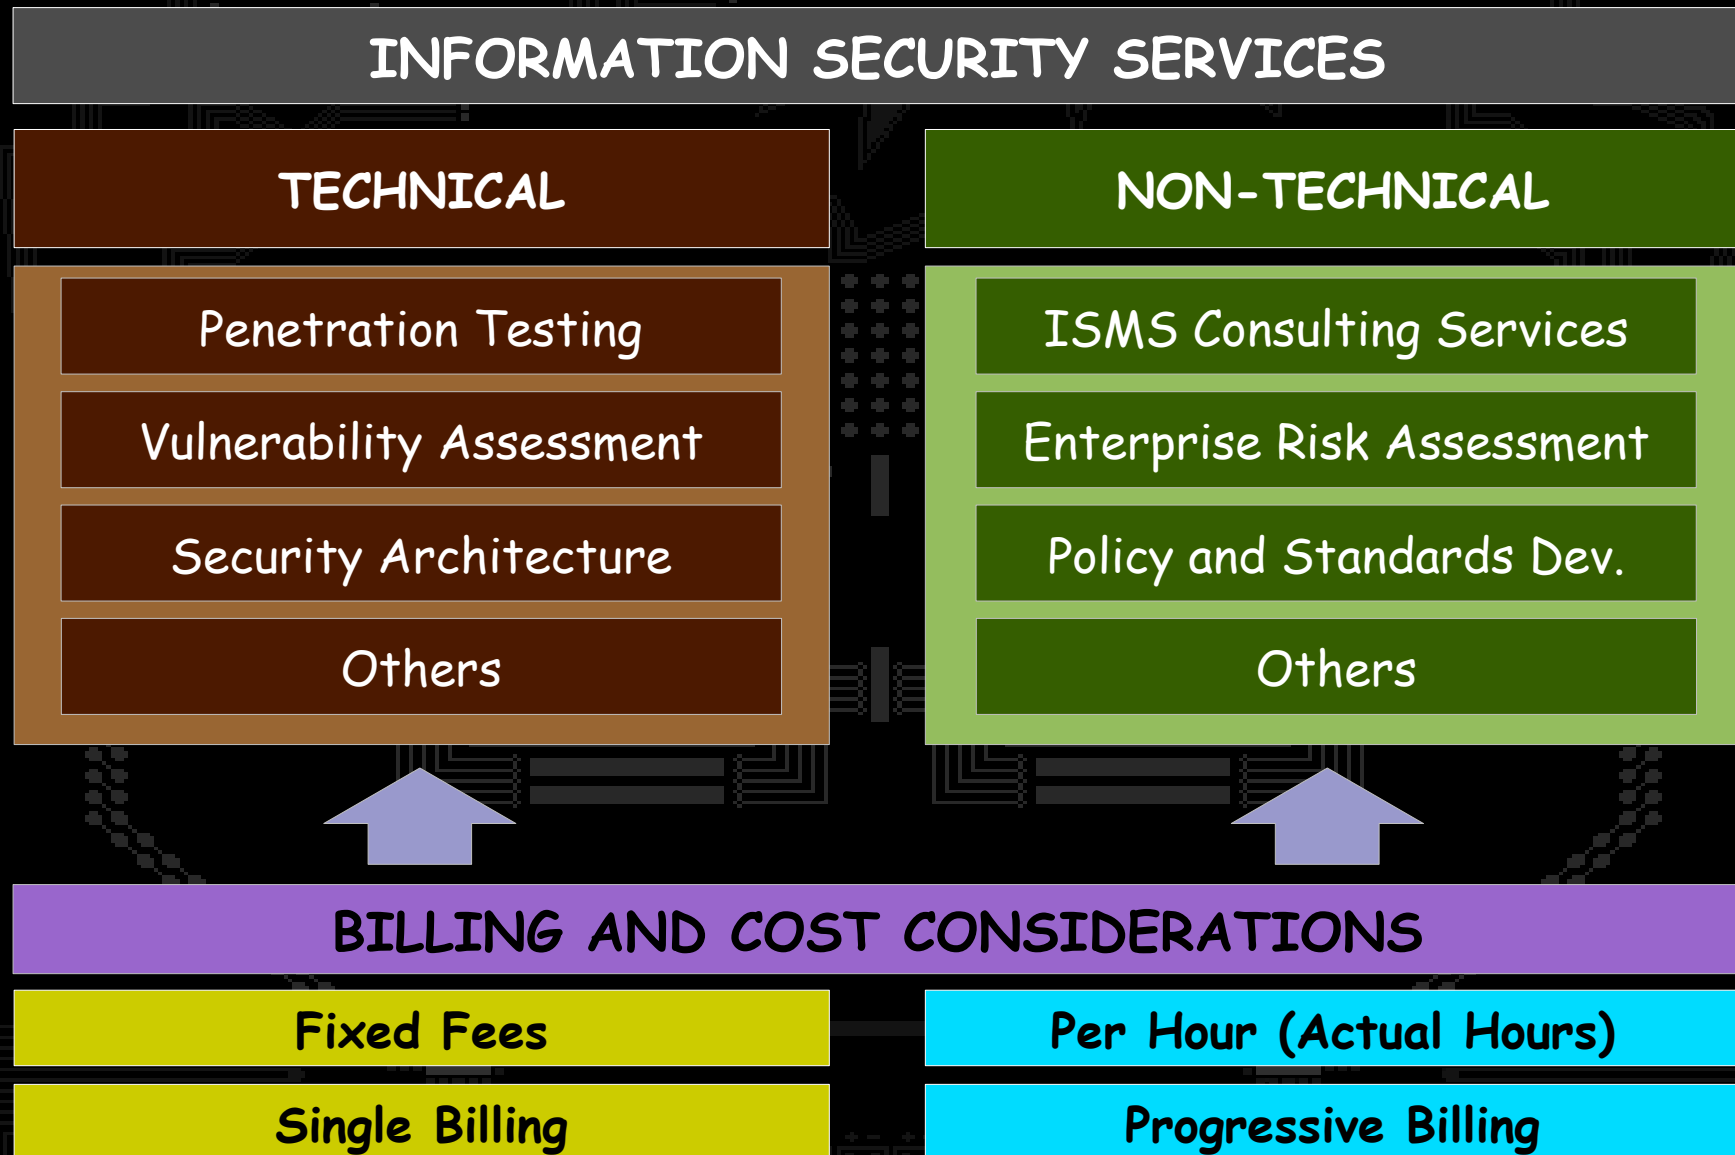 INFORMATION SECURITY SERVICES
TECHNICAL
Penetration Testing
Vulnerability Assessment
Security Architecture
Others
NON-TECHNICAL
ISMS Consulting Services
Enterprise Risk Assessment
Policy and Standards Dev.
Others
BILLING AND COST CONSIDERATIONS
Fixed Fees
Per Hour (Actual Hours)
Single Billing
Progressive Billing